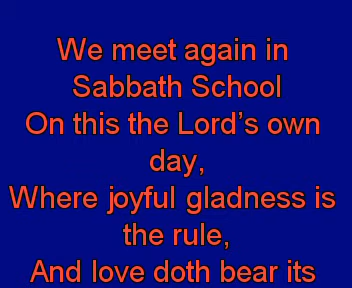 We meet again in
Sabbath School
On this the Lord’s own
day,
Where joyful gladness is
the rule,
And love doth bear its